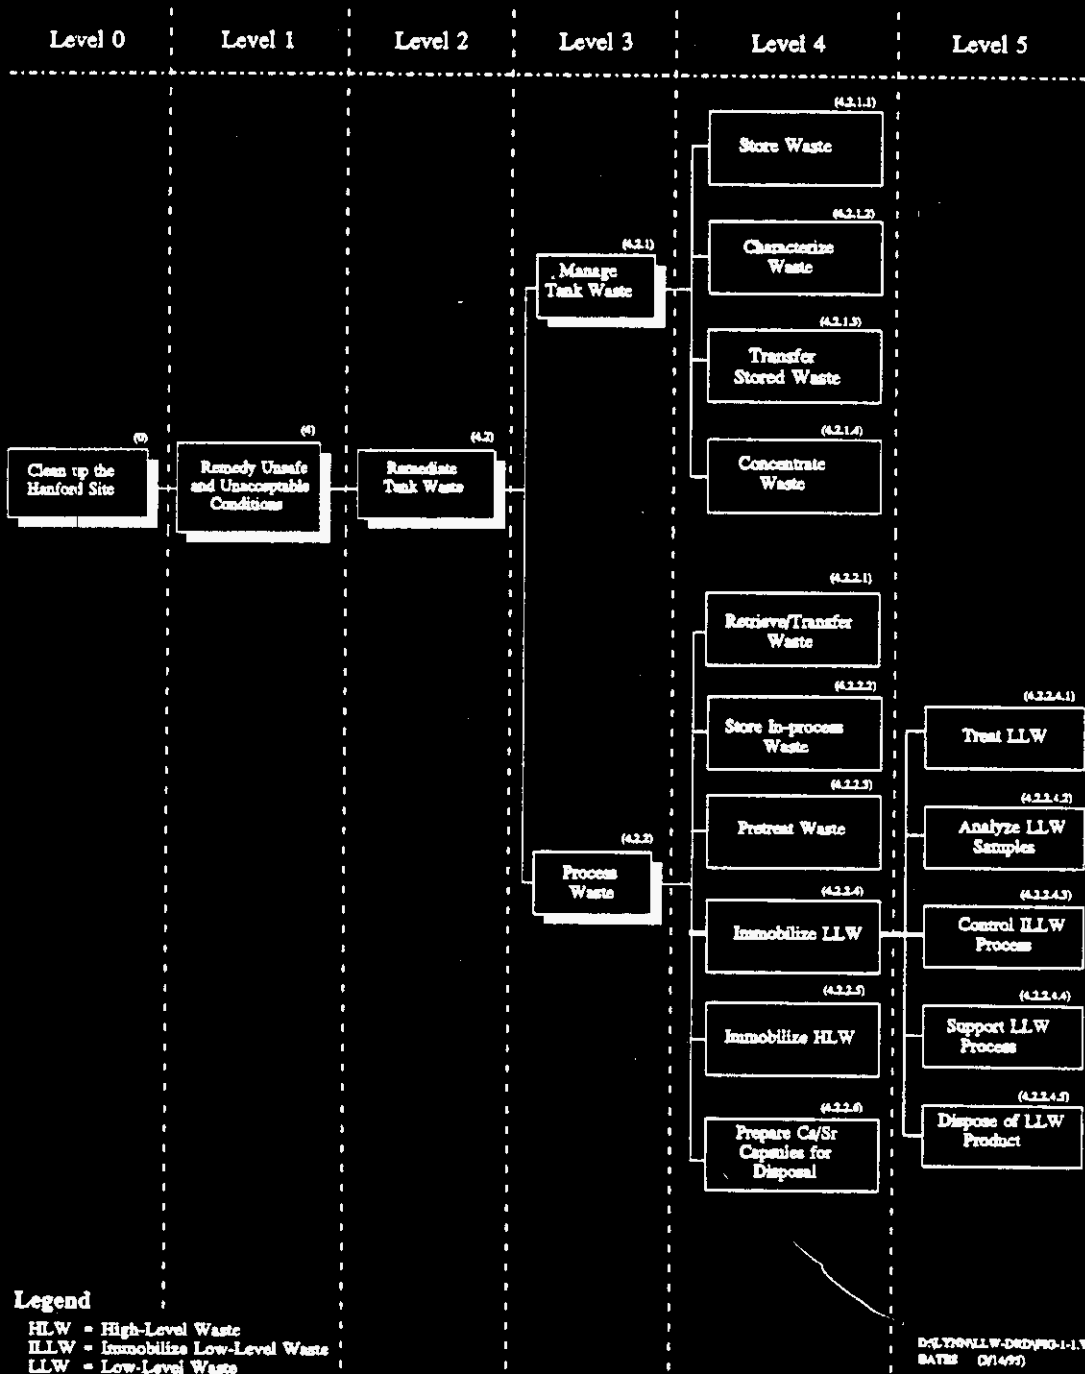 Level 0
Level 1
Level 2
Level 3
Level 4
Level 5
(0)
Clean up the
Hanford Site
(4)
Remedy Unsafe
and Unacceptable
Conditions
(4.2)
Remediate
Tank Waste
(4.2.1)
Manage
Tank Waste
(4.2.2)
Process
Waste
(4.2.1.1)
Store Waste
(4.2.1.2)
Characterize
Waste
(4.2.1.3)
Transfer
Stored Waste
(4.2.1.4)
Concentrate
Waste
(4.2.2.1)
Retrieve/Transfer
Waste
(4.2.2.2)
Store In-process
Waste
(4.2.2.3)
Pretreat Waste
(4.2.2.4)
Immobilize LLW
(4.2.2.5)
Immobilize HLW
(4.2.2.6)
Prepare Cs/Sr
Capsules for
Disposal
(4.2.2.4.1)
Treat LLW
(4.2.2.4.2)
Analyze LLW
Samples
(4.2.2.4.3)
Control ILLW
Process
(4.2.2.4.4)
Support LLW
Process
(4.2.2.4.5)
Dispose of LLW
Product
Legend
HLW = High-Level Waste
ILLW = Immobilize Low-Level Waste
LLW = Low-Level Waste